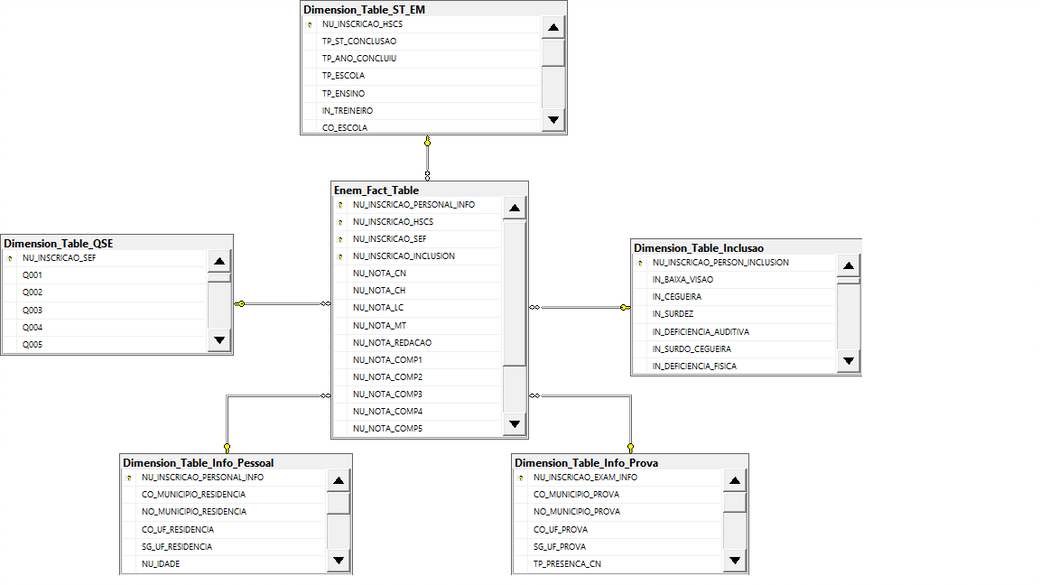 Dimension_Table_ST_EM
NU_INSCRICAO_HSCS
TP_ST_CONCLUSAO
TP_ANO_CONCLUIU
TP_ESCOLA
TP_ENSINO
IN_TREINEIRO
CO_ESCOLA
Enem_Fact_Table
NU_INSCRICAO_PERSONAL_INFO
NU_INSCRICAO_HSCS
NU_INSCRICAO_SEF
NU_INSCRICAO_INCLUSION
NU_NOTA_CN
NU_NOTA_CH
NU_NOTA_LC
NU_NOTA_MT
NU_NOTA_REDACAO
NU_NOTA_COMP1
NU_NOTA_COMP2
NU_NOTA_COMP3
NU_NOTA_COMP4
NU_NOTA_COMP5
Dimension_Table_QSE
NU_INSCRICAO_SEF
Q001
Q002
Q003
Q004
Q005
Dimension_Table_Inclusao
NU_INSCRICAO_PERSON_INCLUSION
IN_BAIXA_VISAO
IN_CEGUEIRA
IN_SURDEZ
IN_DEFICIENCIA_AUDITIVA
IN_SURDO_CEGUEIRA
IN_DEFICIENCIA_FISICA
Dimension_Table_Info_Pessoal
NU_INSCRICAO_PERSONAL_INFO
CO_MUNICIPIO_RESIDENCIA
NO_MUNICIPIO_RESIDENCIA
CO_UF_RESIDENCIA
SG_UF_RESIDENCIA
NU_IDADE
Dimension_Table_Info_Prova
NU_INSCRICAO_EXAM_INFO
CO_MUNICIPIO_PROVA
NO_MUNICIPIO_PROVA
CO_UF_PROVA
SG_UF_PROVA
TP_PRESENCA_CN